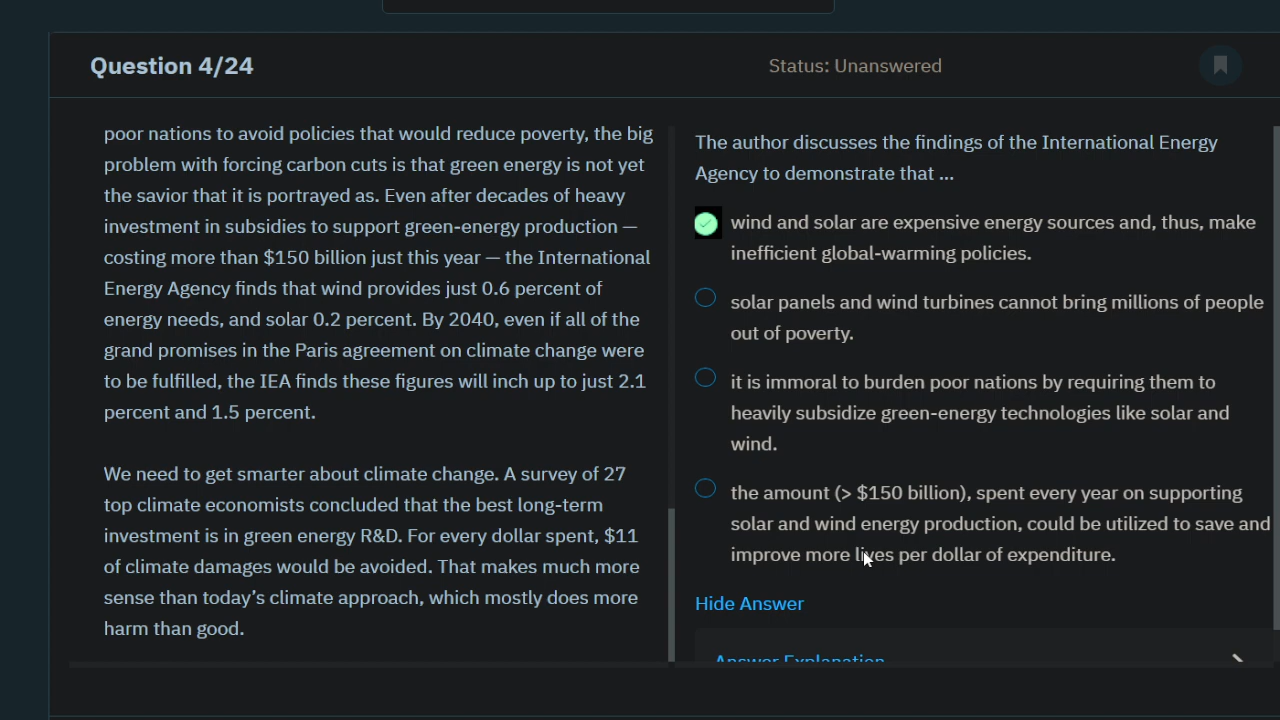 Question 4/24
Status: Unanswered
poor nations to avoid policies that would reduce poverty, the big
problem with forcing carbon cuts is that green energy is not yet
the savior that it is portrayed as. Even after decades of heavy
investment in subsidies to support green-energy production —
costing more than $150 billion just this year — the International
Energy Agency finds that wind provides just 0.6 percent of
energy needs, and solar 0.2 percent. By 2040, even if all of the
grand promises in the Paris agreement on climate change were
to be fulfilled, the IEA finds these figures will inch up to just 2.1
percent and 1.5 percent.
We need to get smarter about climate change. A survey of 27
top climate economists concluded that the best long-term
investment is in green energy R&D. For every dollar spent, $11
of climate damages would be avoided. That makes much more
sense than today’s climate approach, which mostly does more
harm than good.
The author discusses the findings of the International Energy
Agency to demonstrate that ...
wind and solar are expensive energy sources and, thus, make
inefficient global-warming policies.
solar panels and wind turbines cannot bring millions of people
out of poverty.
it is immoral to burden poor nations by requiring them to
heavily subsidize green-energy technologies like solar and
wind.
the amount (> $150 billion), spent every year on supporting
solar and wind energy production, could be utilized to save and
improve more lives per dollar of expenditure.
Hide Answer
Answer Explanation